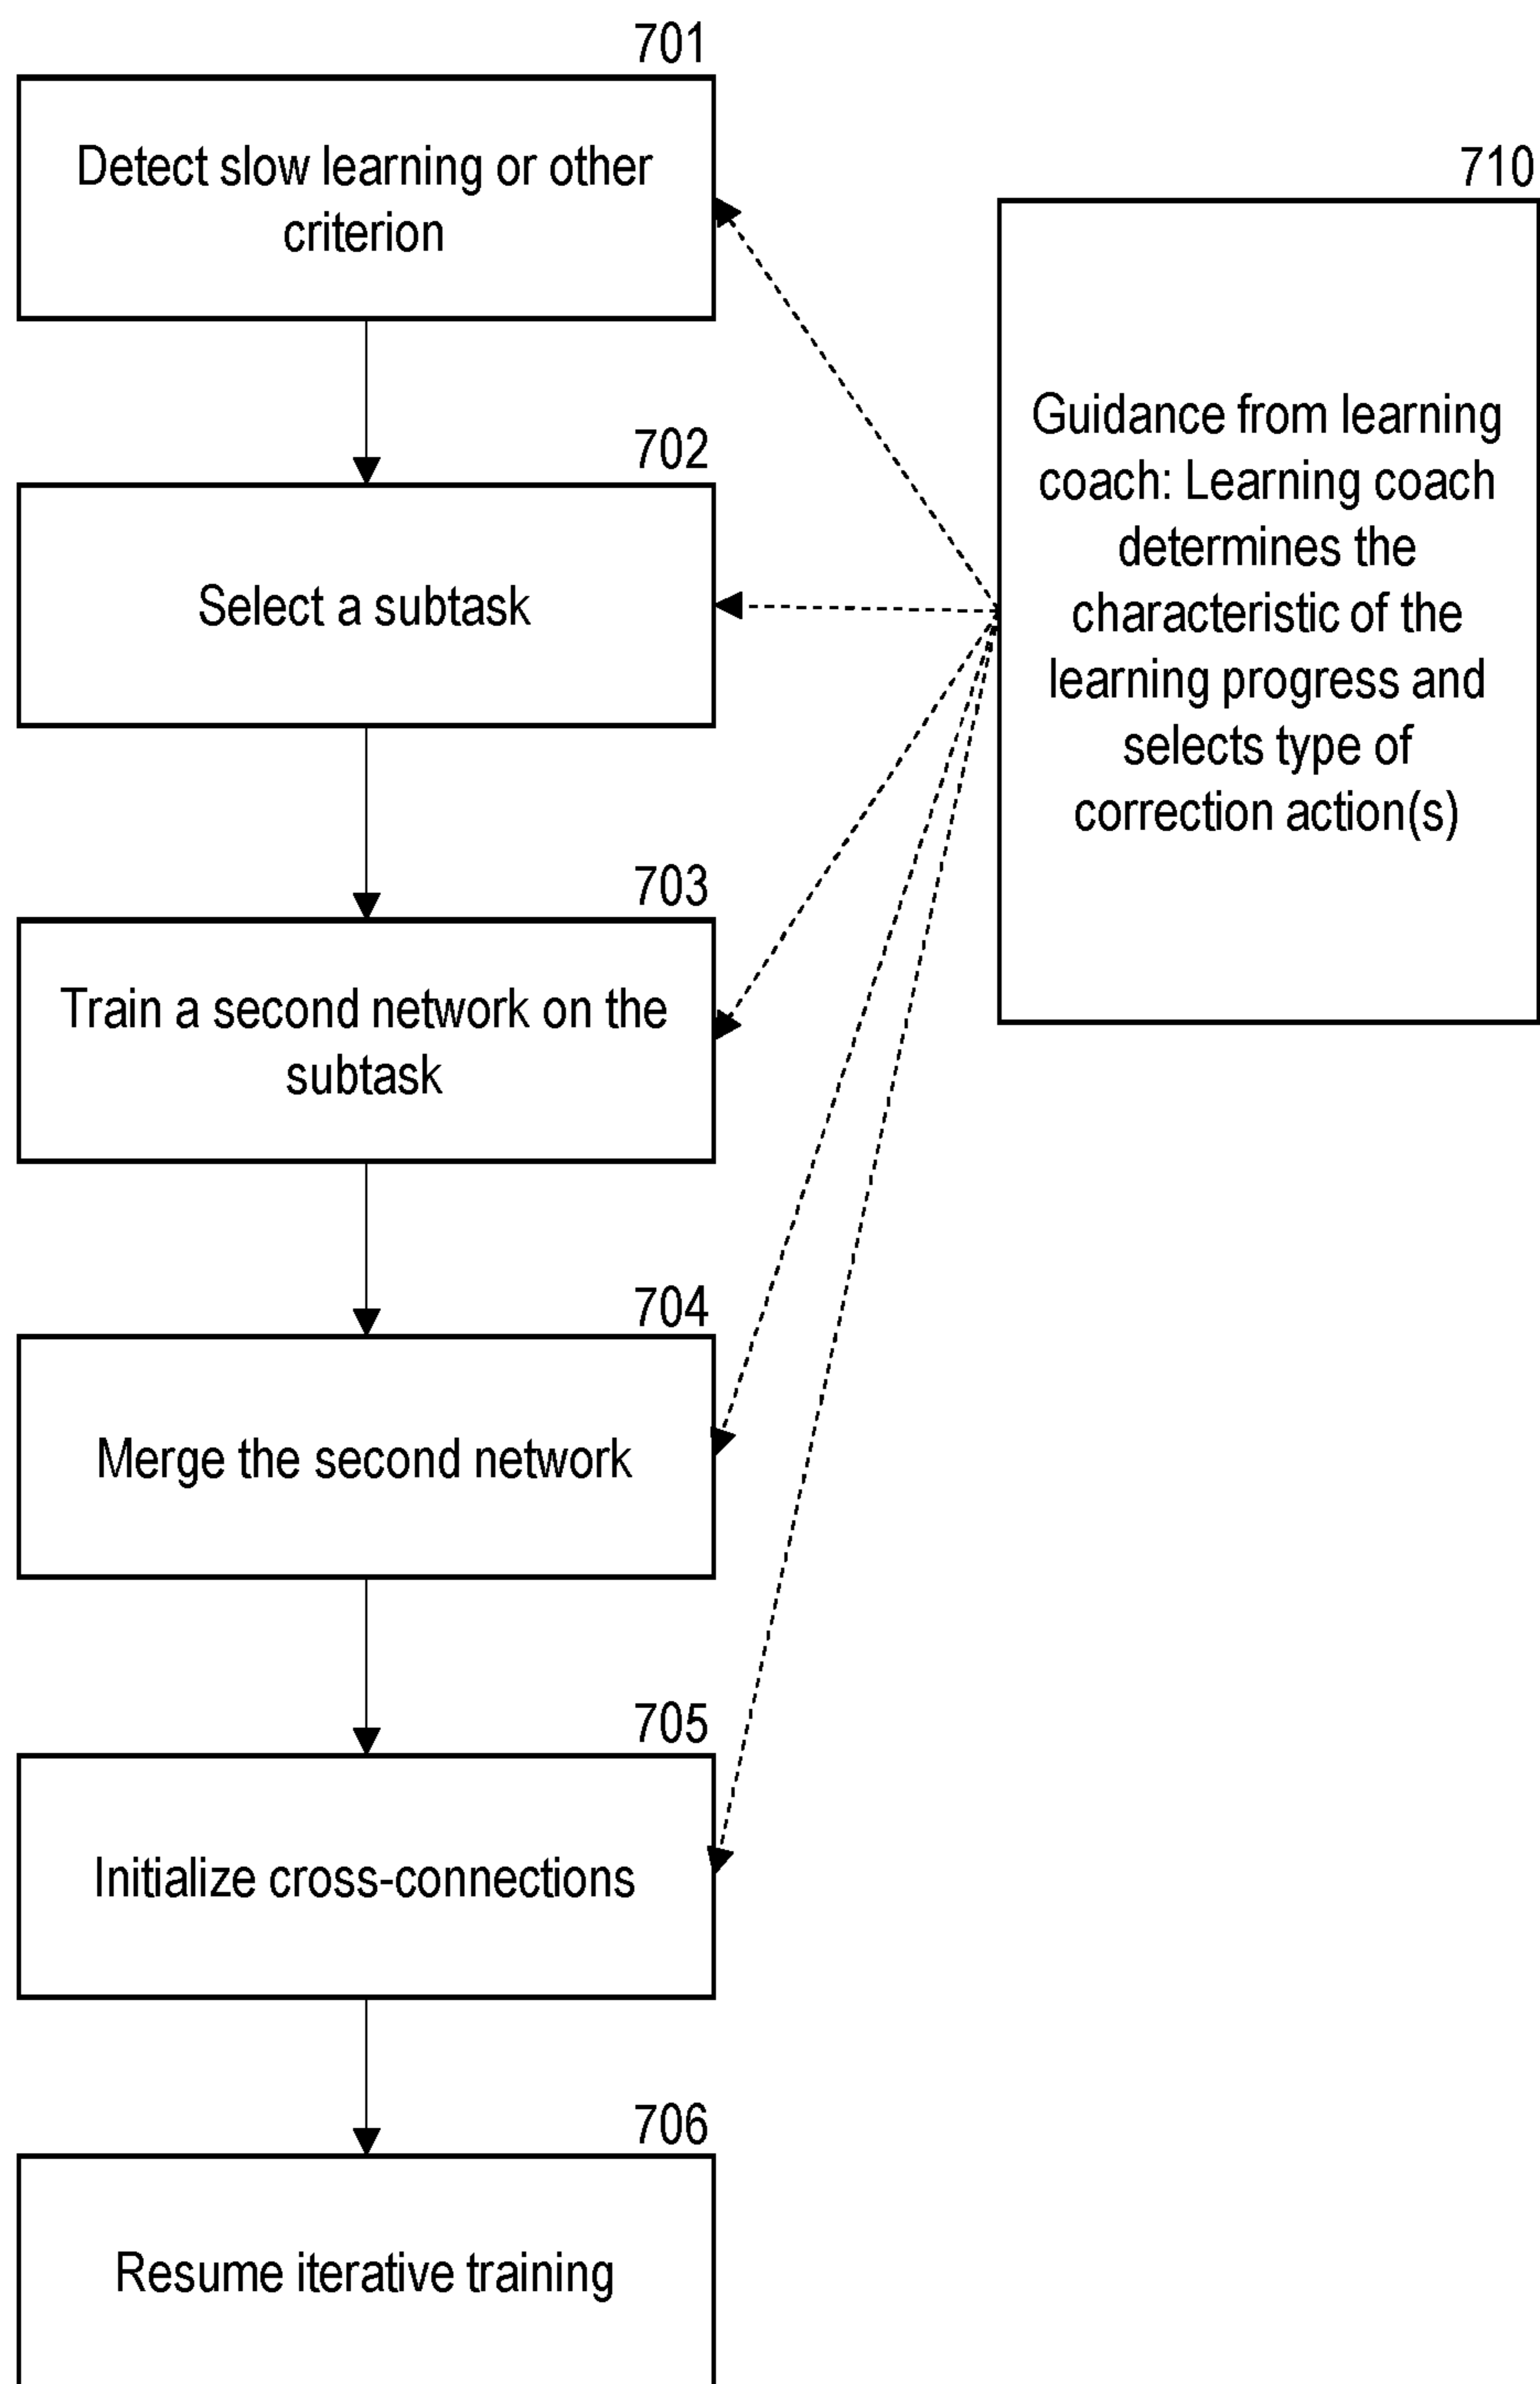 701
Detect slow learning or other
criterion
702
Select a subtask
703
Train a second network on the
subtask
704
Merge the second network
705
Initialize cross-connections
706
Resume iterative training
710
Guidance from learning
coach: Learning coach
determines the
characteristic of the
learning progress and
selects type of
correction action(s)